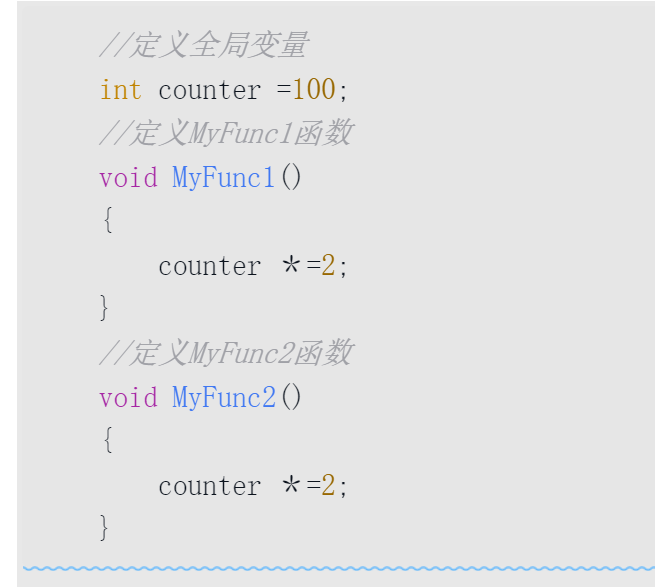 //定义全局变量
int counter =100;
//定义MyFunc1函数
void MyFunc1()
{
counter *=2;
}
//定义MyFunc2函数
void MyFunc2()
{
counter *=2;
}